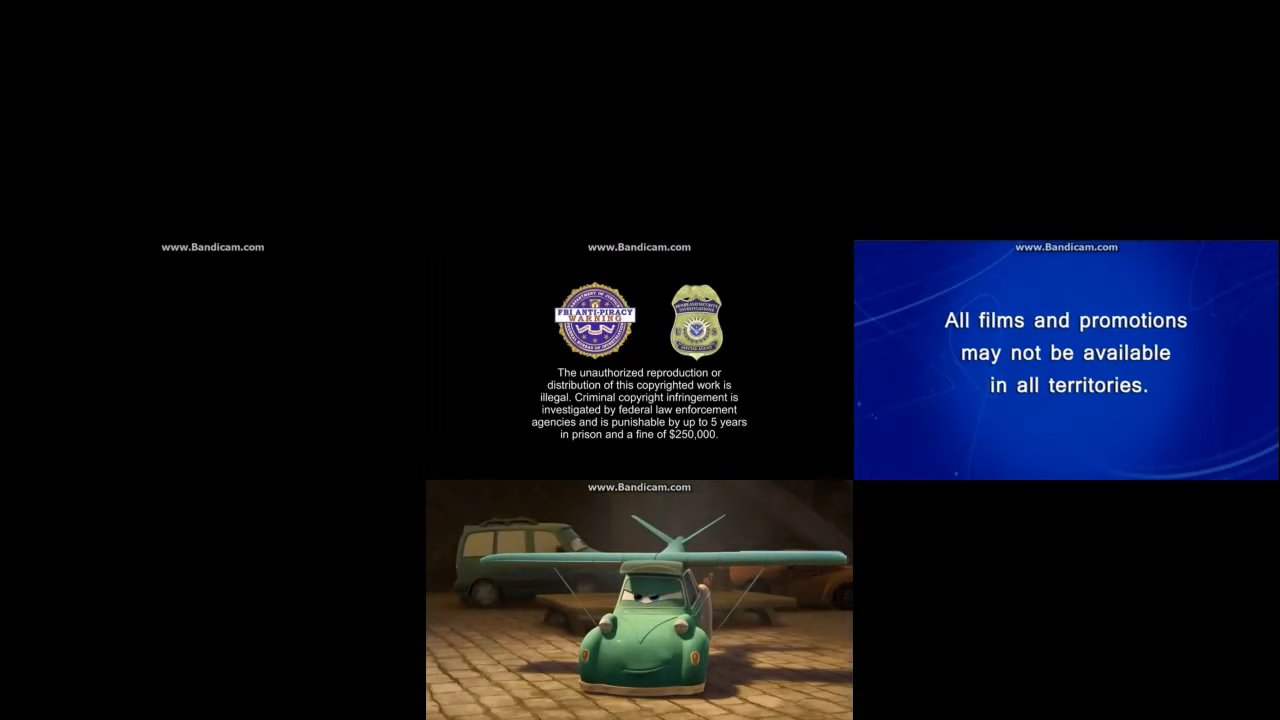 www.Bandicam.com
www.Bandicam.com
www.Bandicam.com
FBI ANTI-PIRACY
WARNING
The unauthorized reproduction or
distribution of this copyrighted work is
illegal. Criminal copyright infringement is
investigated by federal law enforcement
agencies and is punishable by up to 5 years
in prison and a fine of $250,000.
All films and promotions
may not be available
in all territories.
www.Bandicam.com